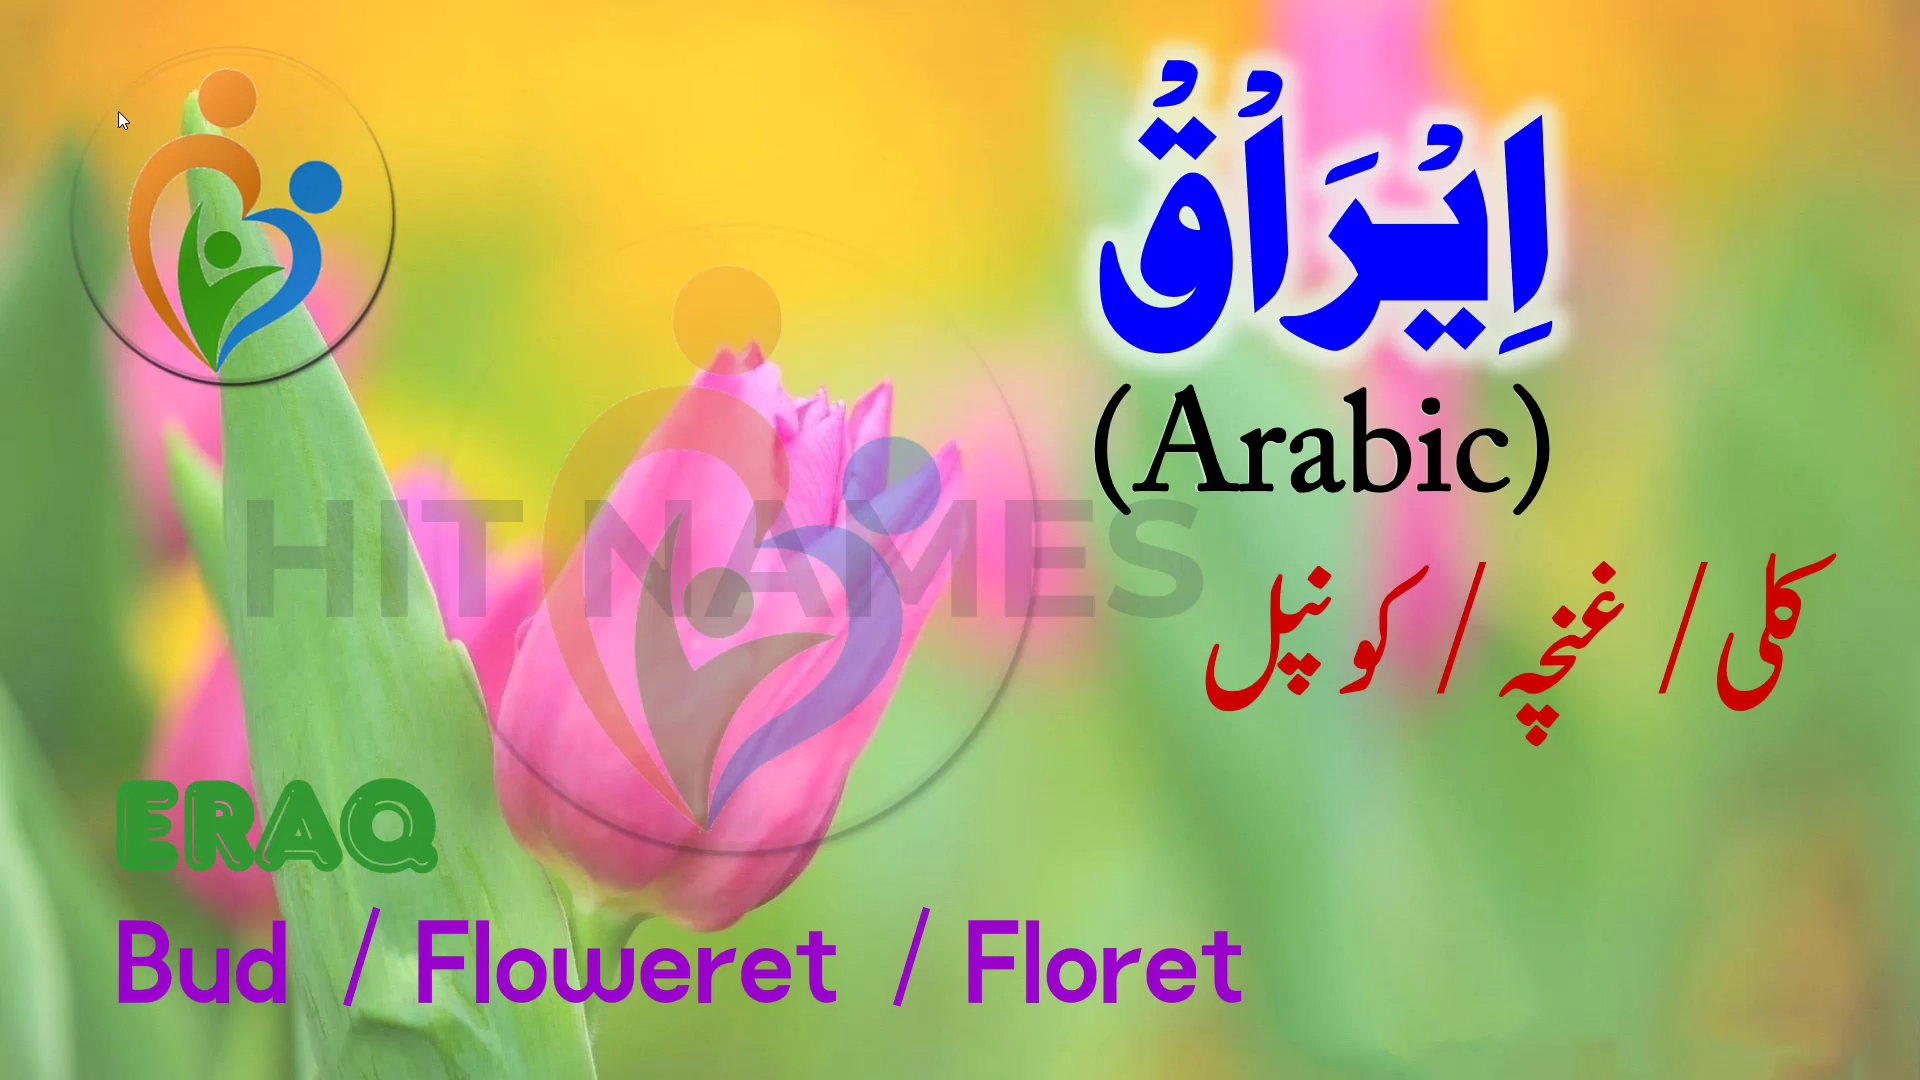 اِیْرَاْقْ
(Arabic)
کلی / غنچہ / کونپل
HIT NAMES
ERAQ
Bud / Floweret / Floret